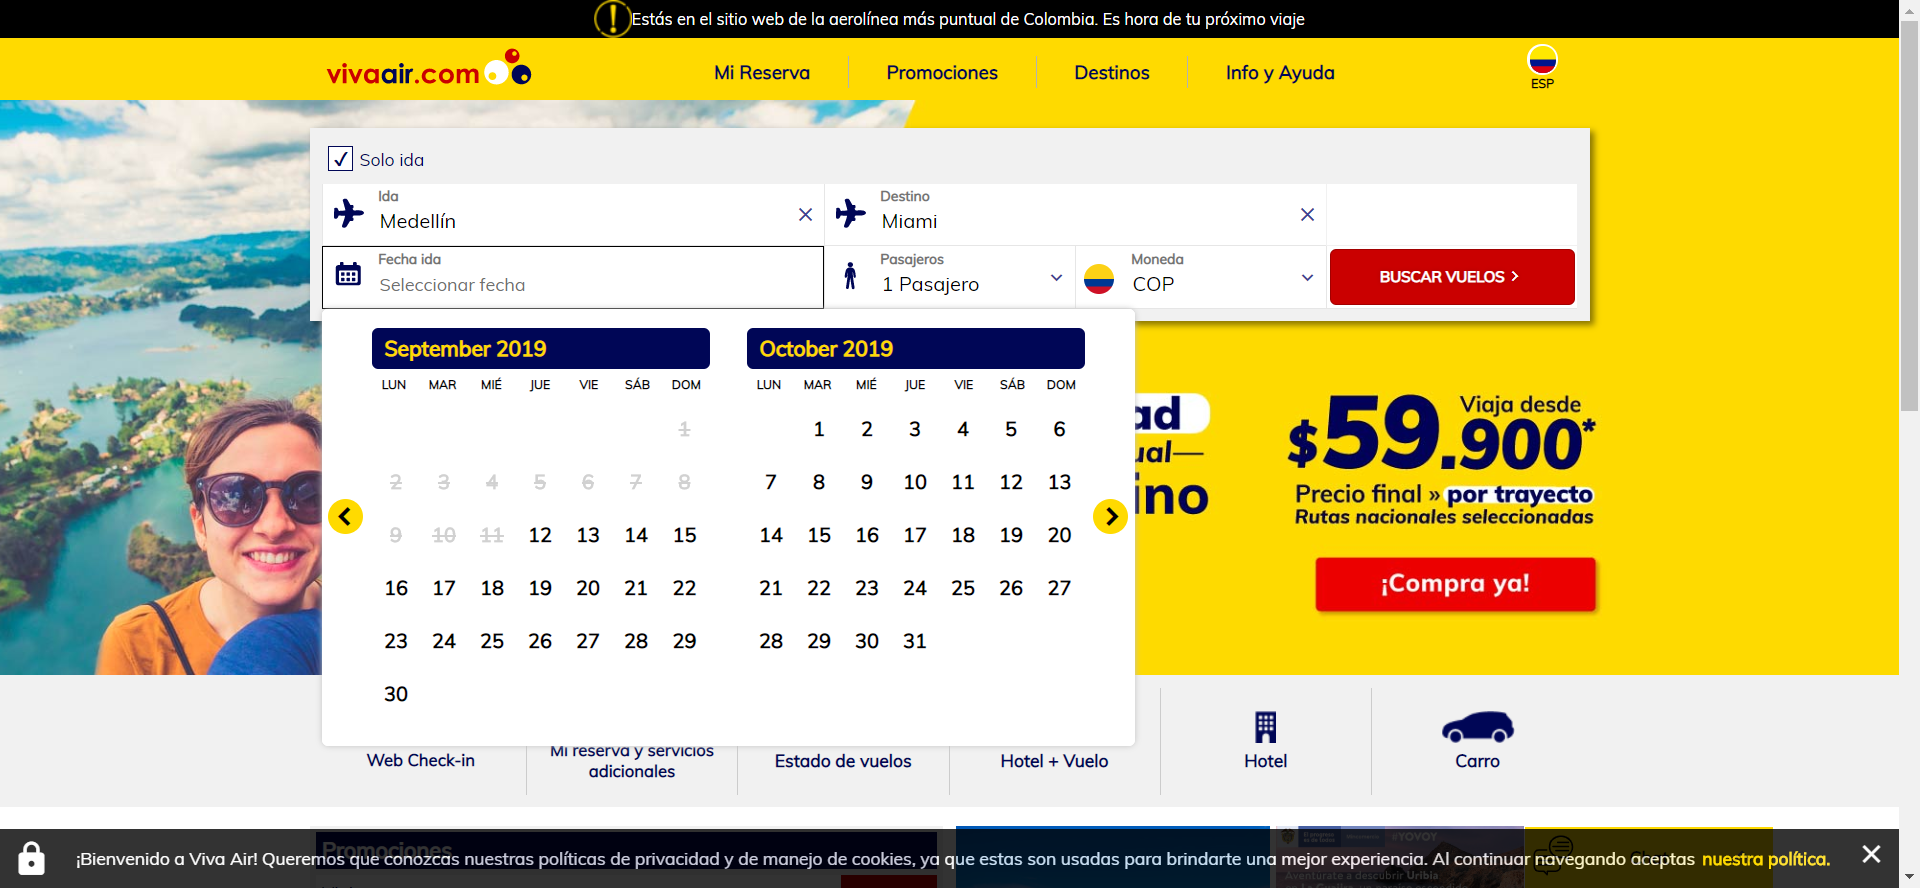 Estás en el sitio web de la aerolínea más puntual de Colombia. Es hora de tu próximo viaje
vivaair.com
Mi Reserva
Promociones
Destinos
Info y Ayuda
ESP
Solo ida
Ida
Medellín
Destino
Miami
Fecha ida
Seleccionar fecha
Pasajeros
1 Pasajero
Moneda
COP
BUSCAR VUELOS
September 2019
LUN MAR MIÉ JUE VIE SÁB DOM
1
2 3 4 5 6 7 8
9 10 11 12 13 14 15
16 17 18 19 20 21 22
23 24 25 26 27 28 29
30
October 2019
LUN MAR MIÉ JUE VIE SÁB DOM
1 2 3 4 5 6
7 8 9 10 11 12 13
14 15 16 17 18 19 20
21 22 23 24 25 26 27
28 29 30 31
ad
ual—
ino
Viaja desde
$59.900*
Precio final » por trayecto
Rutas nacionales seleccionadas
¡Compra ya!
Web Check-in
Mi reserva y servicios
adicionales
Estado de vuelos
Hotel + Vuelo
Hotel
Carro
Promociones
#YOVOY
¡Bienvenido a Viva Air! Queremos que conozcas nuestras políticas de privacidad y de manejo de cookies, ya que estas son usadas para brindarte una mejor experiencia. Al continuar navegando aceptas nuestra política.
Aventúrate a descubrir Uribia